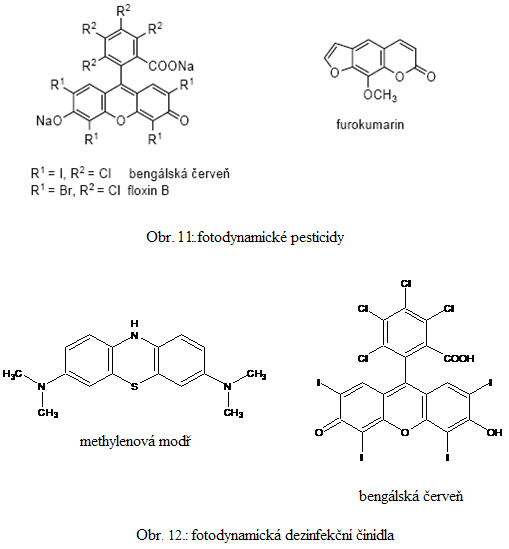 R² R²
R² R²
R² COONa
R¹ R¹
NaO O O
R¹ R¹
O O O
OCH₃
furokumarin
R¹ = I, R² = Cl bengálská červeň
R¹ = Br, R² = Cl floxin B
Obr. 11.: fotodynamické pesticidy
Cl
Cl Cl
Cl COOH
I I
O O OH
I I
H
N
H₃C N S N CH₃
CH₃ CH₃
methylenová modř
bengálská červeň
Obr. 12.: fotodynamická dezinfekční činidla